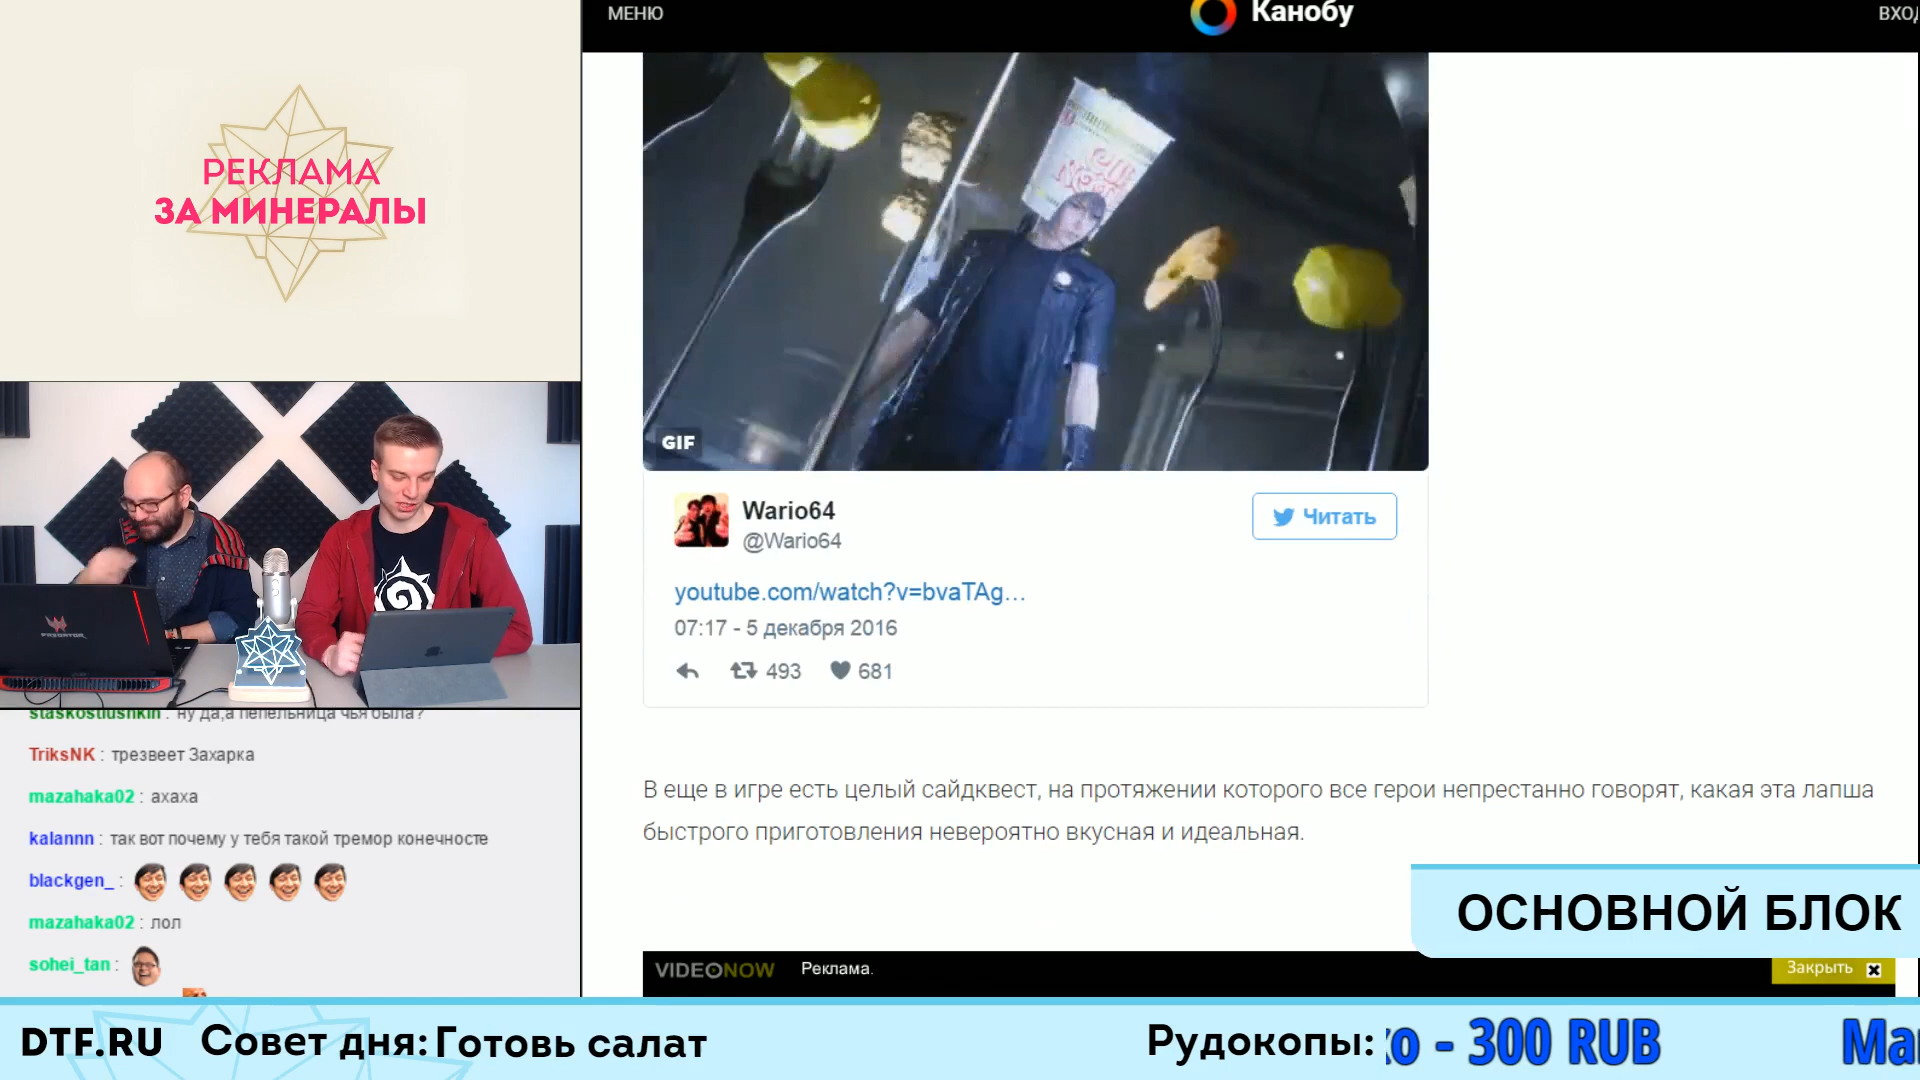 РЕКЛАМА
ЗА МИНЕРАЛЫ
МЕНЮ
Канобу
GIF
Wario64
@Wario64
Читать
youtube.com/watch?v=bvaTAg…
07:17 - 5 декабря 2016
493 681
В еще в игре есть целый сайдквест, на протяжении которого все герои непрестанно говорят, какая эта лапша
быстрого приготовления невероятно вкусная и идеальная.
ОСНОВНОЙ БЛОК
VIDEONOW Реклама.
Закрыть
PREDATOR
staskostiushkin : ну да,а пепельница чья была?
TriksNK : трезвеет Захарка
mazahaka02 : ахаха
kalannn : так вот почему у тебя такой тремор конечносте
blackgen_ :
mazahaka02 : лол
sohei_tan :
DTF.RU Совет дня: Готовь салат
Рудокопы: - 300 RUB